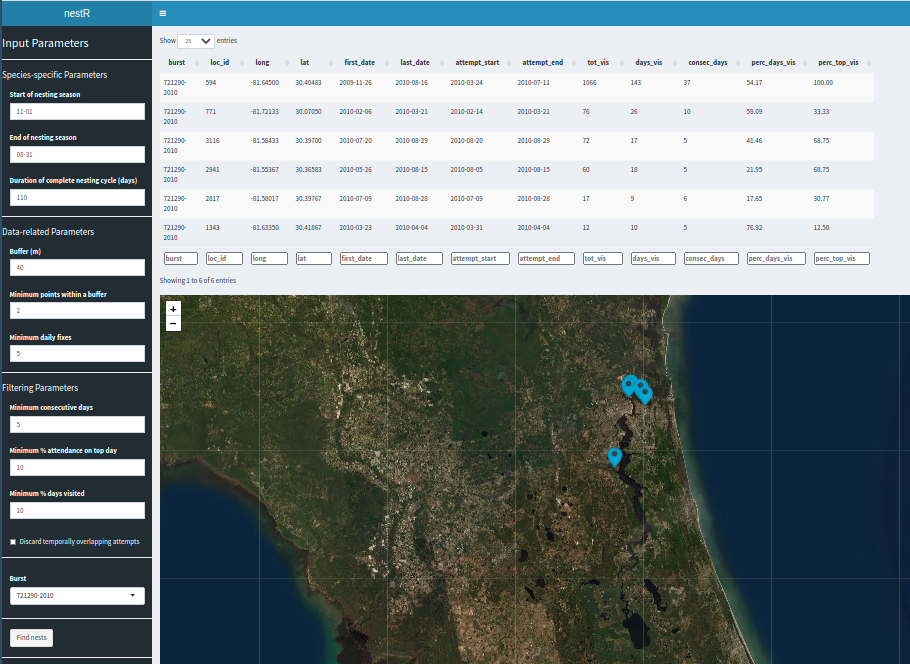 nestR
Input Parameters
Species-specific Parameters
Start of nesting season
11-01
End of nesting season
08-31
Duration of complete nesting cycle (days)
110
Data-related Parameters
Buffer (m)
40
Minimum points within a buffer
2
Minimum daily fixes
5
Filtering Parameters
Minimum consecutive days
5
Minimum % attendance on top day
10
Minimum % days visited
10
Discard temporally overlapping attempts
Burst
721290-2010
Find nests
Show 25 entries
burst loc_id long lat first_date last_date attempt_start attempt_end tot_vis days_vis consec_days perc_days_vis perc_top_vis
721290-2010 594 -81.64500 30.40483 2009-11-26 2010-08-16 2010-03-24 2010-07-11 1066 143 37 54.17 100.00
721290-2010 771 -81.72133 30.07050 2010-02-06 2010-03-21 2010-02-14 2010-03-21 76 26 10 59.09 33.33
721290-2010 3116 -81.58433 30.39700 2010-07-20 2010-08-29 2010-08-20 2010-08-29 72 17 5 41.46 68.75
721290-2010 2941 -81.55367 30.36583 2010-05-26 2010-08-15 2010-08-05 2010-08-15 60 18 5 21.95 68.75
721290-2010 2817 -81.58017 30.39767 2010-07-09 2010-08-28 2010-07-09 2010-08-28 17 9 6 17.65 30.77
721290-2010 1343 -81.63350 30.41867 2010-03-23 2010-04-04 2010-03-31 2010-04-04 12 10 5 76.92 12.50
burst loc_id long lat first_date last_date attempt_start attempt_end tot_vis days_vis consec_days perc_days_vis perc_top_vis
Showing 1 to 6 of 6 entries
+
−